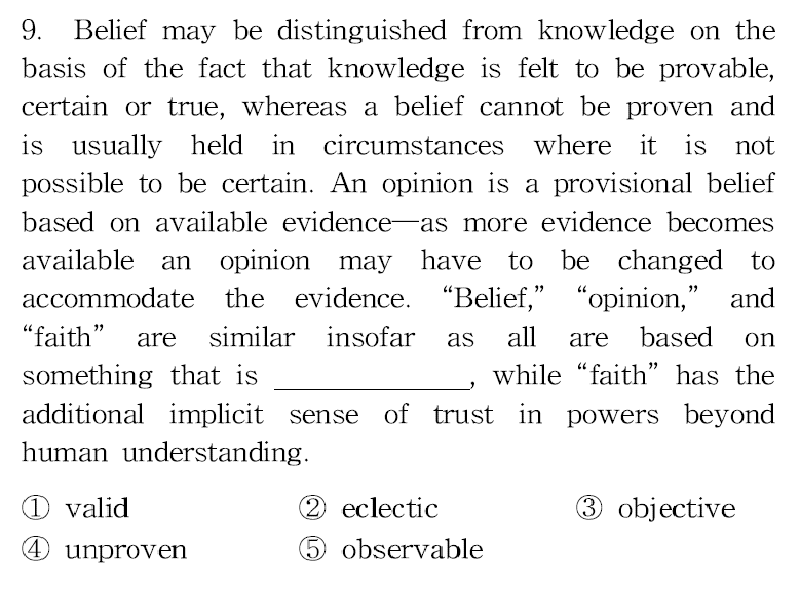 9. Belief may be distinguished from knowledge on the
basis of the fact that knowledge is felt to be provable,
certain or true, whereas a belief cannot be proven and
is usually held in circumstances where it is not
possible to be certain. An opinion is a provisional belief
based on available evidence—as more evidence becomes
available an opinion may have to be changed to
accommodate the evidence. “Belief,” “opinion,” and
“faith” are similar insofar as all are based on
something that is ____________, while “faith” has the
additional implicit sense of trust in powers beyond
human understanding.
① valid ② eclectic ③ objective
④ unproven ⑤ observable